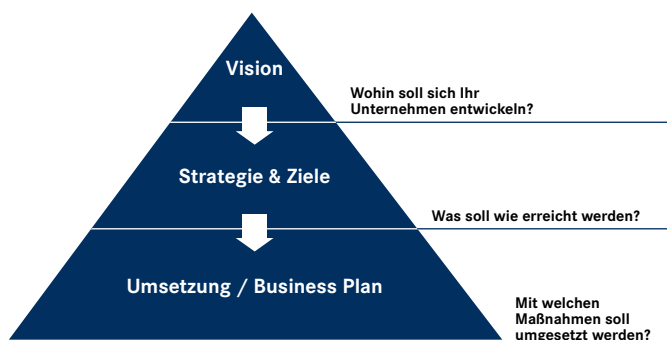 Vision
Wohin soll sich Ihr
Unternehmen entwickeln?
Strategie & Ziele
Was soll wie erreicht werden?
Umsetzung / Business Plan
Mit welchen
Maßnahmen soll
umgesetzt werden?